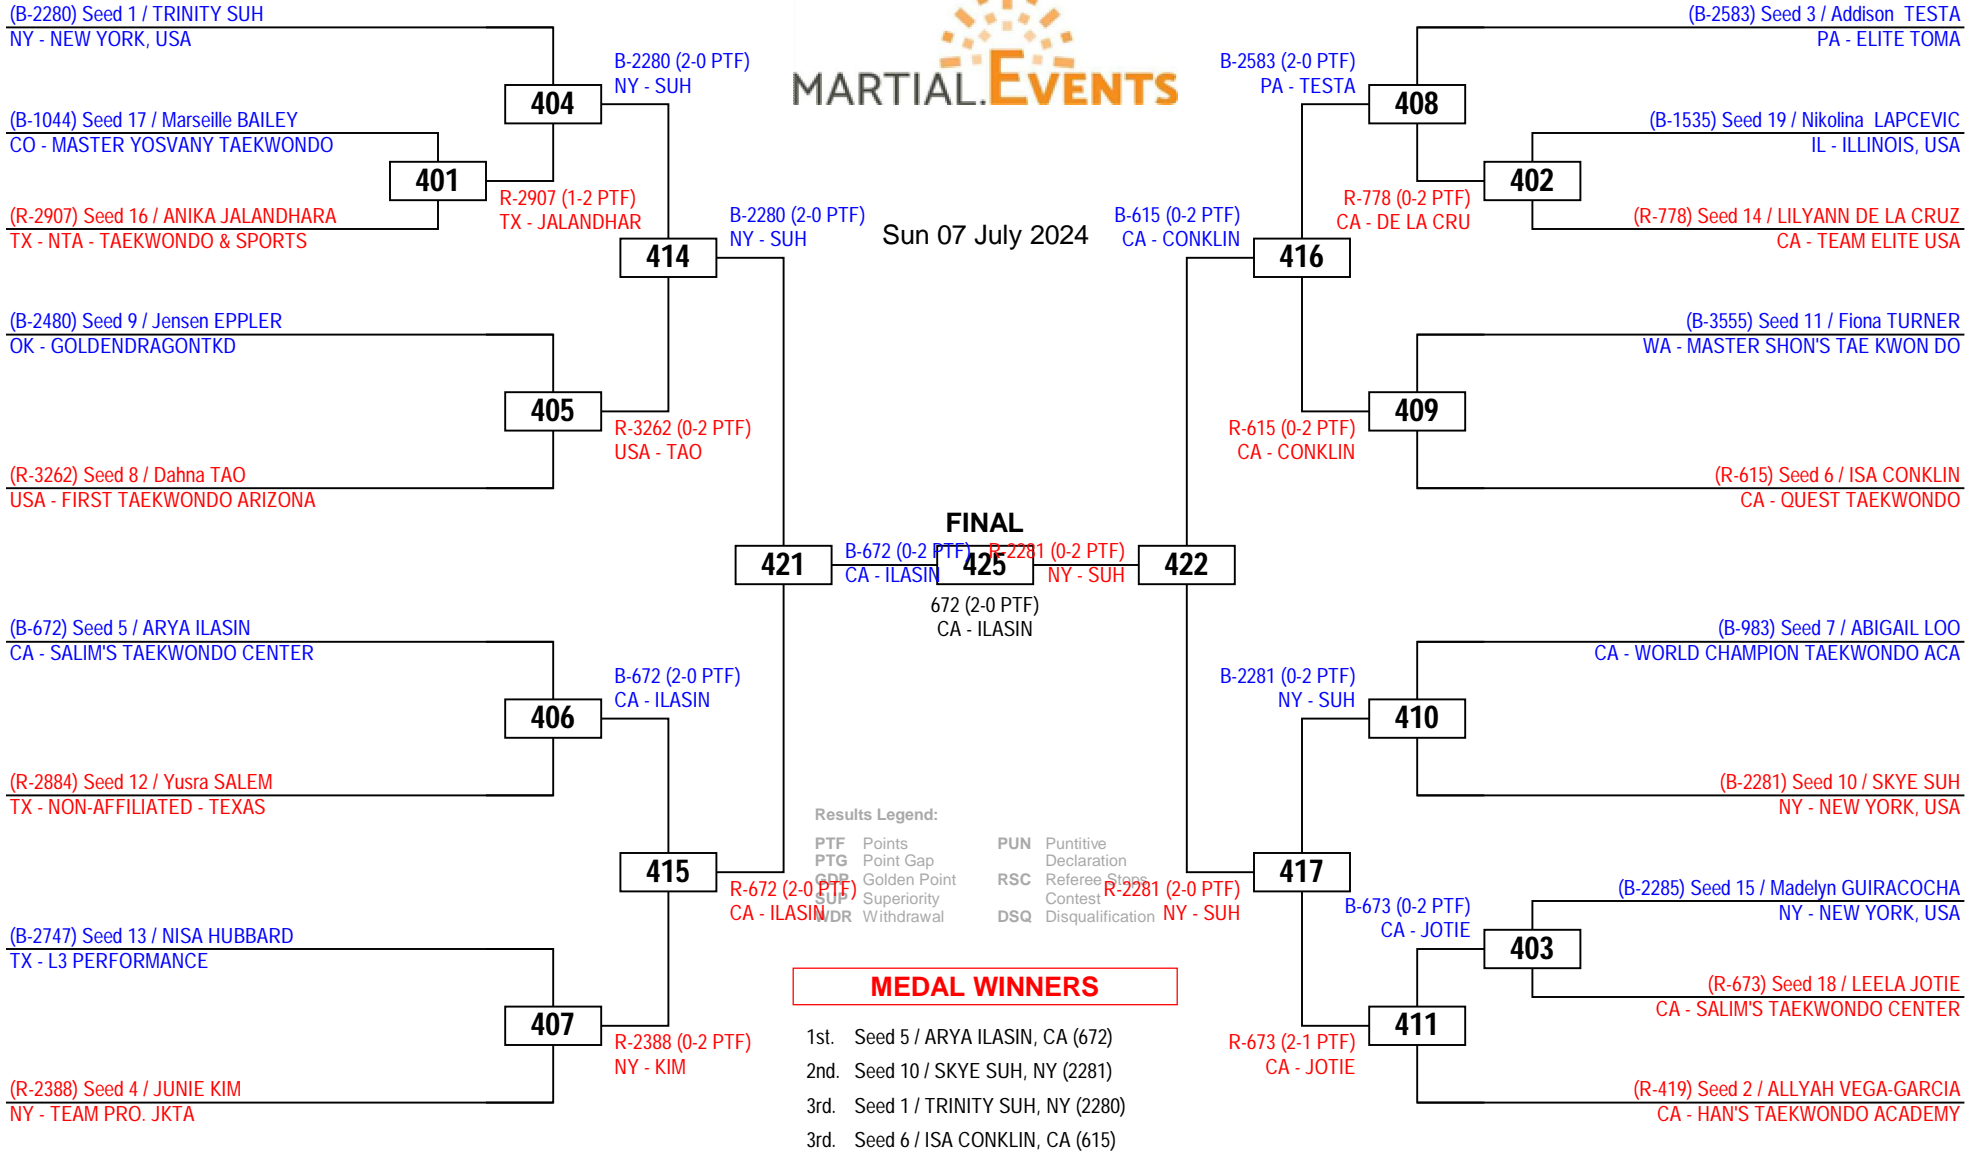 (B-2280) Seed 1 / TRINITY SUH
NY - NEW YORK, USA
B-2280 (2-0 PTF)
NY - SUH
404
(B-1044) Seed 17 / Marseille BAILEY
CO - MASTER YOSVANY TAEKWONDO
401
R-2907 (1-2 PTF)
TX - JALANDHAR
(R-2907) Seed 16 / ANIKA JALANDHARA
TX - NTA - TAEKWONDO & SPORTS
B-2280 (2-0 PTF)
NY - SUH
414
(B-2480) Seed 9 / Jensen EPPLER
OK - GOLDENDRAGONTKD
405
R-3262 (0-2 PTF)
USA - TAO
(R-3262) Seed 8 / Dahna TAO
USA - FIRST TAEKWONDO ARIZONA
421
B-672 (0-2 PTF)
CA - ILASIN
(B-672) Seed 5 / ARYA ILASIN
CA - SALIM'S TAEKWONDO CENTER
B-672 (2-0 PTF)
CA - ILASIN
406
(R-2884) Seed 12 / Yusra SALEM
TX - NON-AFFILIATED - TEXAS
415
R-672 (2-0 PTF)
CA - ILASIN
(B-2747) Seed 13 / NISA HUBBARD
TX - L3 PERFORMANCE
407
R-2388 (0-2 PTF)
NY - KIM
(R-2388) Seed 4 / JUNIE KIM
NY - TEAM PRO. JKTA
MARTIAL.EVENTS
Sun 07 July 2024
FINAL
425
672 (2-0 PTF)
CA - ILASIN
Results Legend:
PTF Points
PTG Point Gap
GDP Golden Point
SUP Superiority
WDR Withdrawal
PUN Puntitive
Declaration
RSC Referee Stops
Contest
DSQ Disqualification
MEDAL WINNERS
1st. Seed 5 / ARYA ILASIN, CA (672)
2nd. Seed 10 / SKYE SUH, NY (2281)
3rd. Seed 1 / TRINITY SUH, NY (2280)
3rd. Seed 6 / ISA CONKLIN, CA (615)
(B-2583) Seed 3 / Addison TESTA
PA - ELITE TOMA
B-2583 (2-0 PTF)
PA - TESTA
408
(B-1535) Seed 19 / Nikolina LAPCEVIC
IL - ILLINOIS, USA
402
R-778 (0-2 PTF)
CA - DE LA CRU
(R-778) Seed 14 / LILYANN DE LA CRUZ
CA - TEAM ELITE USA
B-615 (0-2 PTF)
CA - CONKLIN
416
(B-3555) Seed 11 / Fiona TURNER
WA - MASTER SHON'S TAE KWON DO
409
R-615 (0-2 PTF)
CA - CONKLIN
(R-615) Seed 6 / ISA CONKLIN
CA - QUEST TAEKWONDO
R-2281 (0-2 PTF)
NY - SUH
422
(B-983) Seed 7 / ABIGAIL LOO
CA - WORLD CHAMPION TAEKWONDO ACA
B-2281 (0-2 PTF)
NY - SUH
410
(B-2281) Seed 10 / SKYE SUH
NY - NEW YORK, USA
417
R-2281 (2-0 PTF)
NY - SUH
(B-2285) Seed 15 / Madelyn GUIRACOCHA
NY - NEW YORK, USA
B-673 (0-2 PTF)
CA - JOTIE
403
(R-673) Seed 18 / LEELA JOTIE
CA - SALIM'S TAEKWONDO CENTER
411
R-673 (2-1 PTF)
CA - JOTIE
(R-419) Seed 2 / ALLYAH VEGA-GARCIA
CA - HAN'S TAEKWONDO ACADEMY